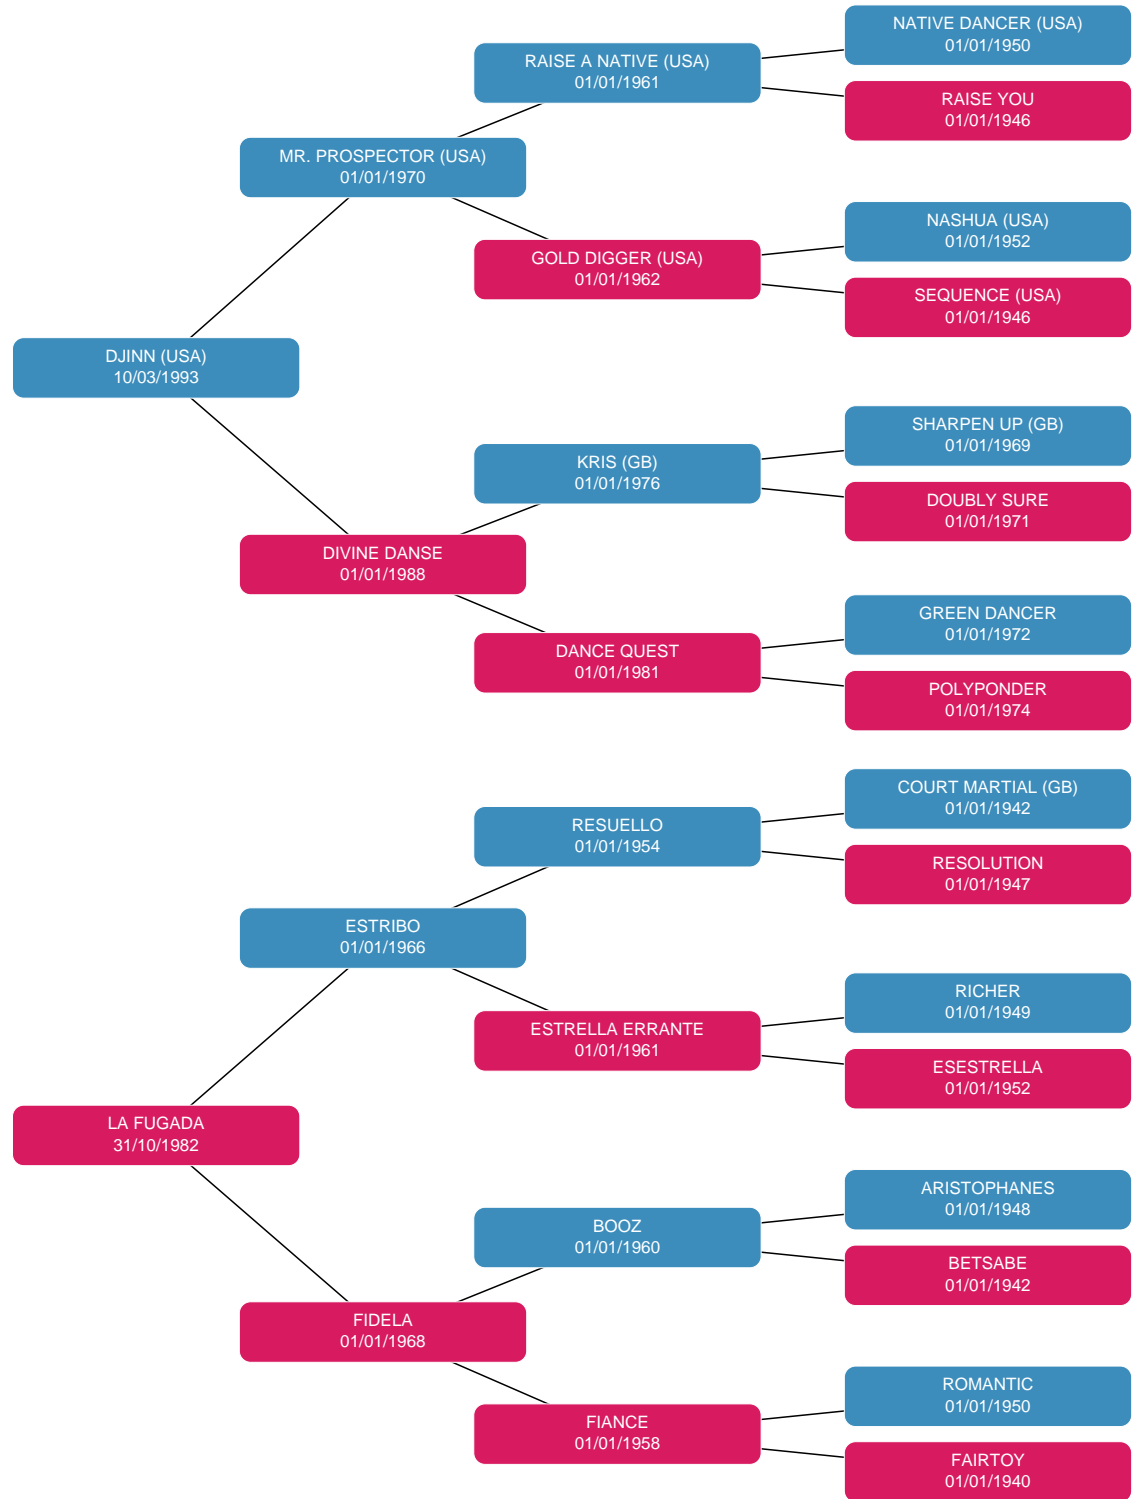 NATIVE DANCER (USA)
01/01/1950
RAISE A NATIVE (USA)
01/01/1961
RAISE YOU
01/01/1946
MR. PROSPECTOR (USA)
01/01/1970
NASHUA (USA)
01/01/1952
GOLD DIGGER (USA)
01/01/1962
SEQUENCE (USA)
01/01/1946
DJINN (USA)
10/03/1993
SHARPEN UP (GB)
01/01/1969
KRIS (GB)
01/01/1976
DOUBLY SURE
01/01/1971
DIVINE DANSE
01/01/1988
GREEN DANCER
01/01/1972
DANCE QUEST
01/01/1981
POLYPONDER
01/01/1974
COURT MARTIAL (GB)
01/01/1942
RESUELLO
01/01/1954
RESOLUTION
01/01/1947
ESTRIBO
01/01/1966
RICHER
01/01/1949
ESTRELLA ERRANTE
01/01/1961
ESESTRELLA
01/01/1952
LA FUGADA
31/10/1982
ARISTOPHANES
01/01/1948
BOOZ
01/01/1960
BETSABE
01/01/1942
FIDELA
01/01/1968
ROMANTIC
01/01/1950
FIANCE
01/01/1958
FAIRTOY
01/01/1940